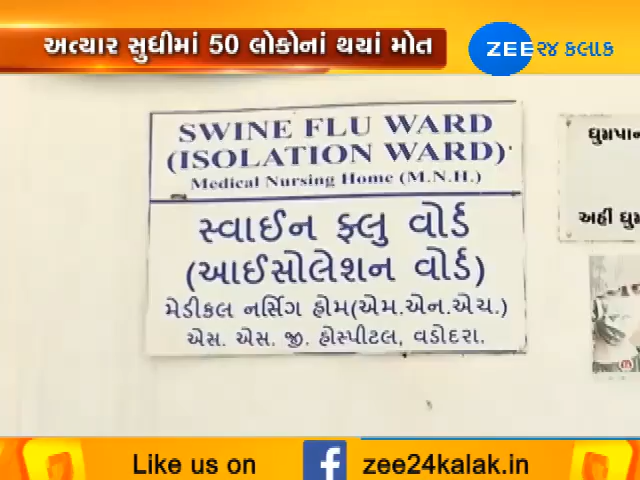 અત્યાર સુધીમાં 50 લોકોનાં થયાં મોત
ZEE ૨૪ કલાક
SWINE FLU WARD
(ISOLATION WARD)
Medical Nursing Home (M.N.H.)
સ્વાઈન ફ્લુ વોર્ડ
(આઈસોલેશન વોર્ડ)
મેડીકલ નર્સિગ હોમ(એમ.એન.એચ.)
એસ. એસ. જી. હોસ્પીટલ, વડોદરા.
અહીં
Like us on
zee24kalak.in